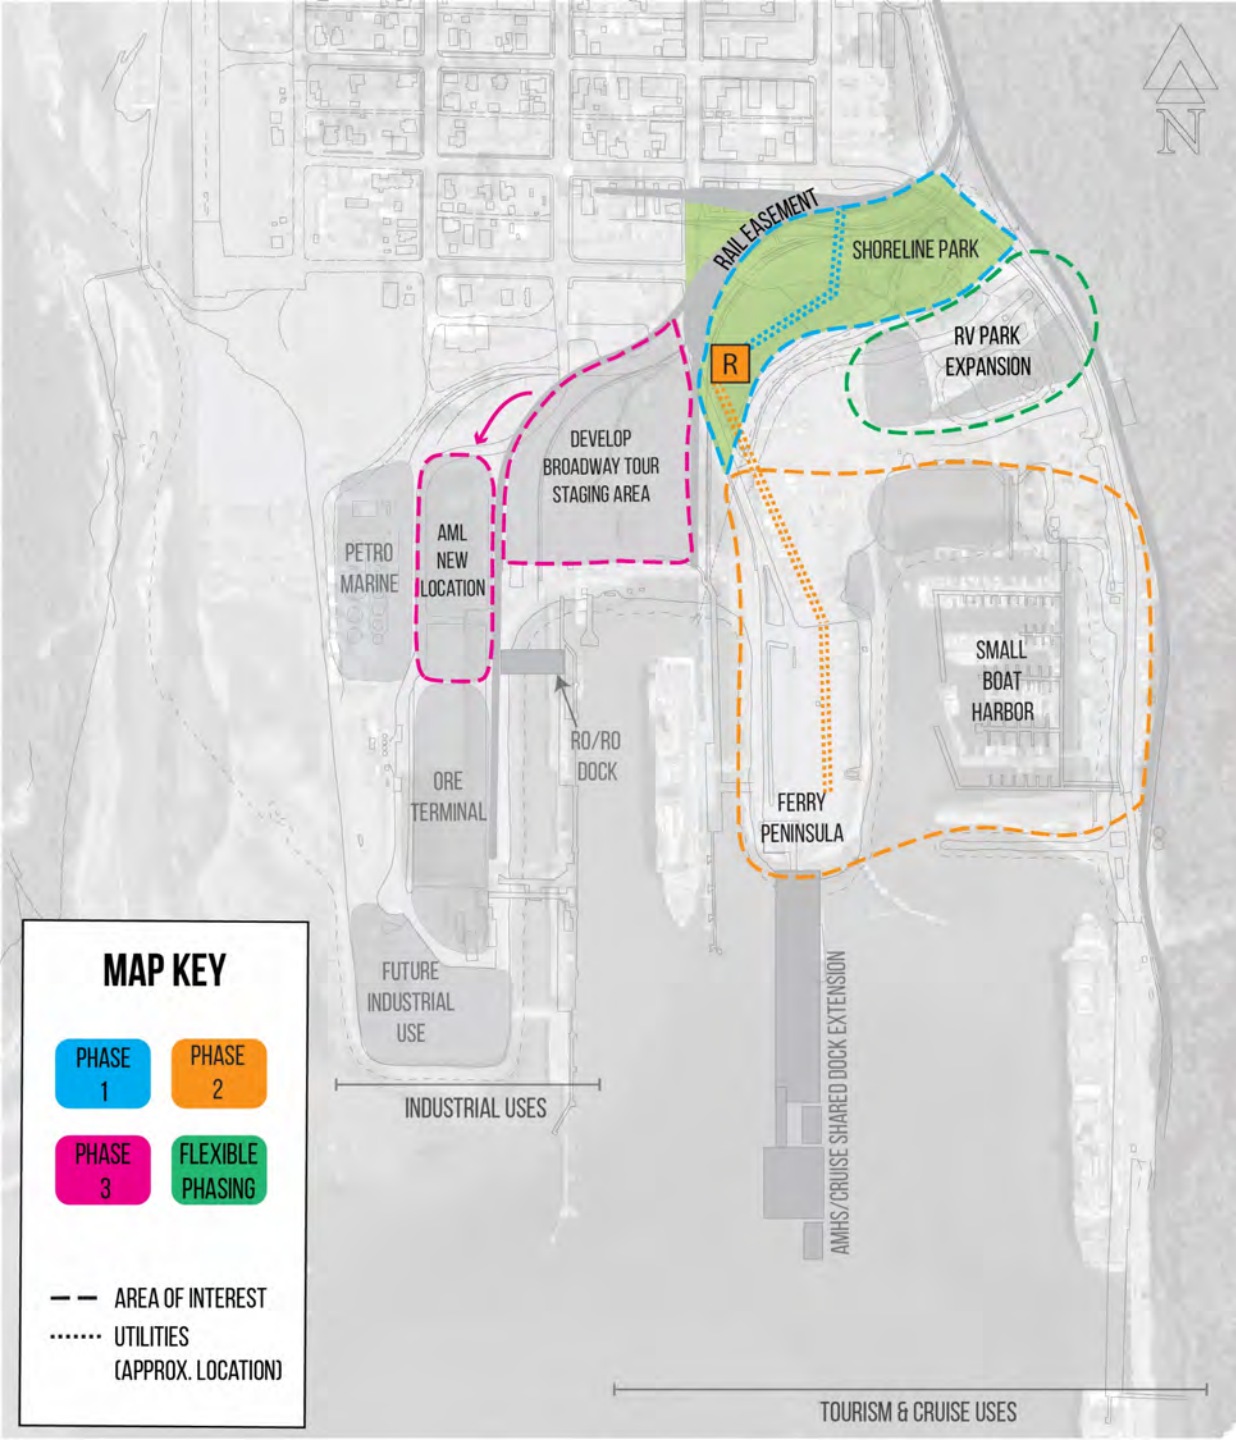 N
RAIL EASEMENT
SHORELINE PARK
RV PARK
EXPANSION
R
DEVELOP
BROADWAY TOUR
STAGING AREA
AML
NEW
LOCATION
PETRO
MARINE
SMALL
BOAT
HARBOR
RO/RO
DOCK
ORE
TERMINAL
FERRY
PENINSULA
FUTURE
INDUSTRIAL
USE
AMHS/CRUISE SHARED DOCK EXTENSION
INDUSTRIAL USES
TOURISM & CRUISE USES
MAP KEY
PHASE
1
PHASE
2
PHASE
3
FLEXIBLE
PHASING
AREA OF INTEREST
UTILITIES
(APPROX. LOCATION)